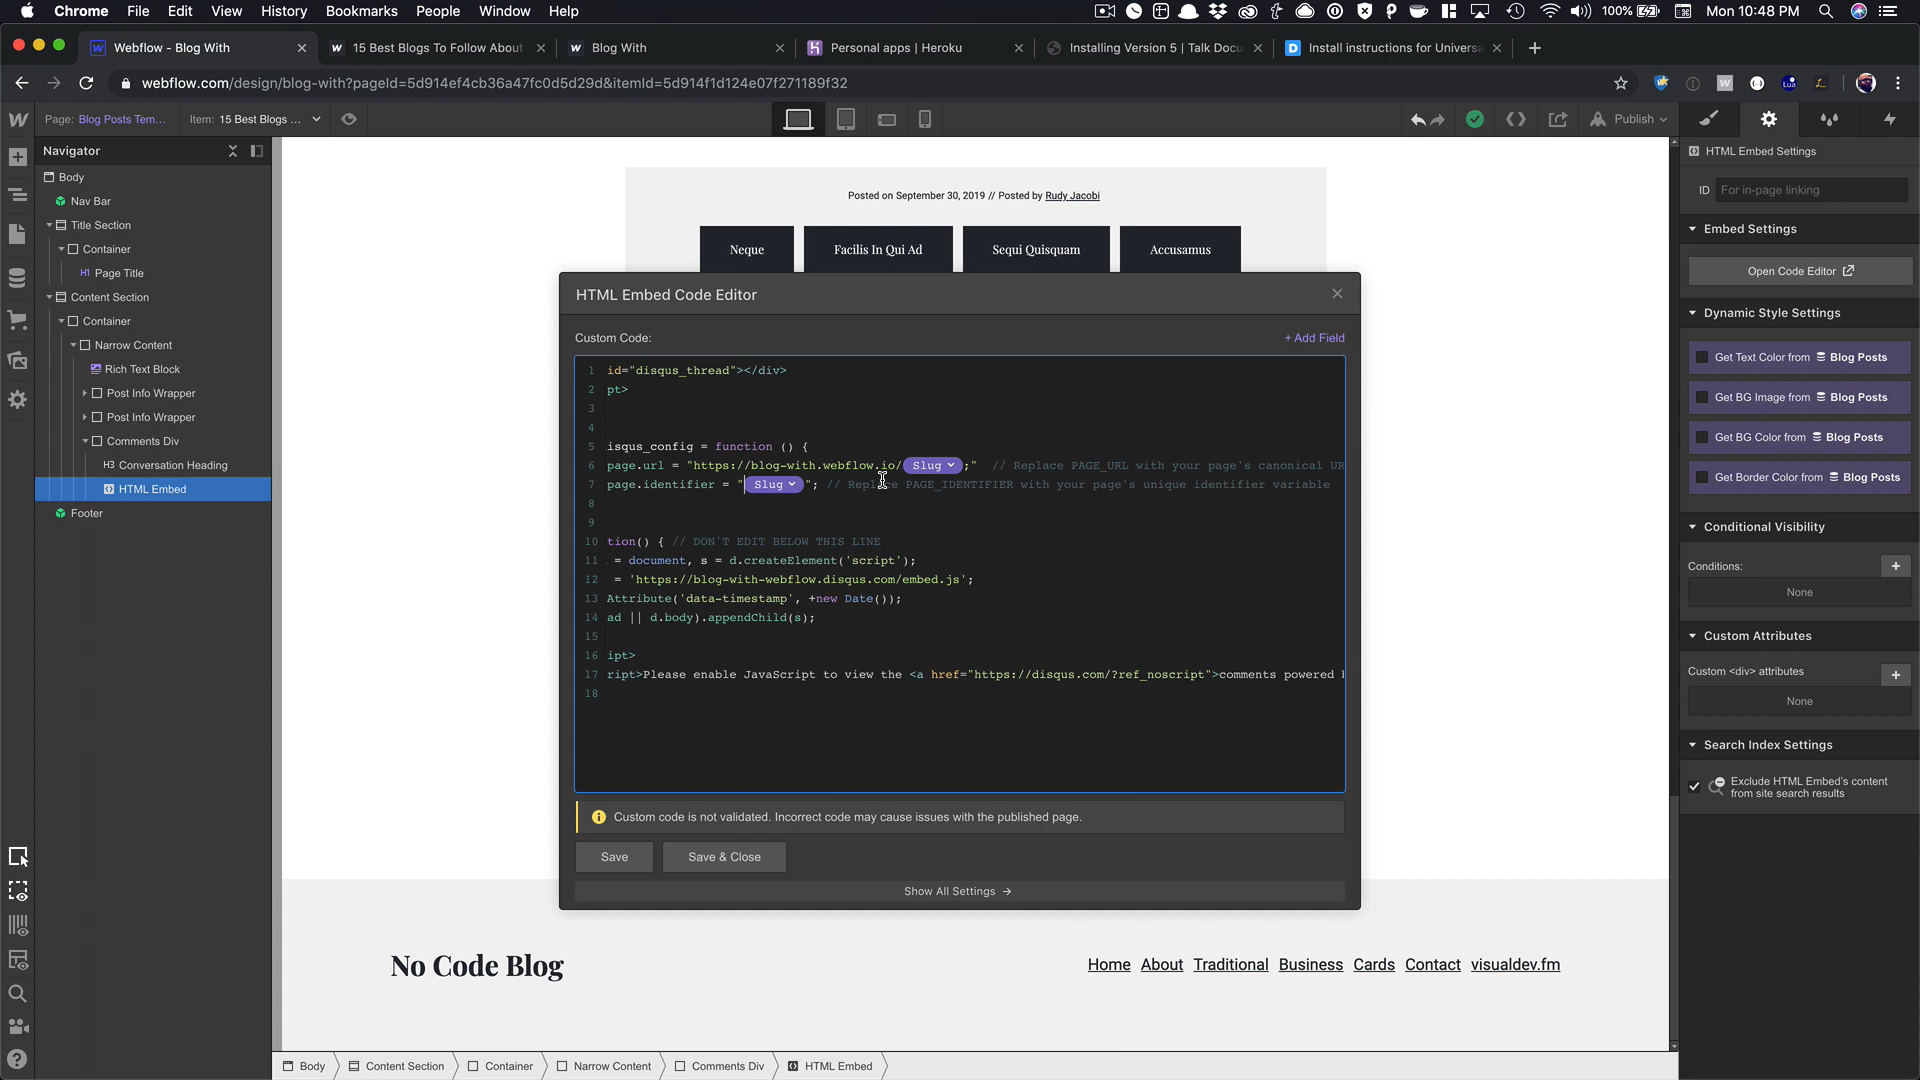 Chrome File Edit View History Bookmarks People Window Help
100% Mon 10:48 PM
Webflow - Blog With
15 Best Blogs To Follow About
Blog With
Personal apps | Heroku
Installing Version 5 | Talk Docu
Install instructions for Universa
webflow.com/design/blog-with?pageId=5d914ef4cb36a47fc0d5d29d&itemId=5d914f1d124e07f271189f32
Page: Blog Posts Tem... Item: 15 Best Blogs ...
Publish
Navigator
Body
Nav Bar
Title Section
Container
H1 Page Title
Content Section
Container
Narrow Content
Rich Text Block
Post Info Wrapper
Post Info Wrapper
Comments Div
H3 Conversation Heading
HTML Embed
Footer
Posted on September 30, 2019 // Posted by Rudy Jacobi
Neque
Facilis In Qui Ad
Sequi Quisquam
Accusamus
HTML Embed Code Editor
Custom Code:
+ Add Field
1 id="disqus_thread"></div>
2 pt>
3
4
5 isqus_config = function () {
6 page.url = "https://blog-with.webflow.io/ Slug ;" // Replace PAGE_URL with your page's canonical UR
7 page.identifier = " Slug "; // Replace PAGE_IDENTIFIER with your page's unique identifier variable
8
9
10 tion() { // DON'T EDIT BELOW THIS LINE
11 = document, s = d.createElement('script');
12 = 'https://blog-with-webflow.disqus.com/embed.js';
13 Attribute('data-timestamp', +new Date());
14 ad || d.body).appendChild(s);
15
16 ipt>
17 ript>Please enable JavaScript to view the <a href="https://disqus.com/?ref_noscript">comments powered
18
Custom code is not validated. Incorrect code may cause issues with the published page.
Save
Save & Close
Show All Settings →
No Code Blog
Home About Traditional Business Cards Contact visualdev.fm
Body
Content Section
Container
Narrow Content
Comments Div
HTML Embed
HTML Embed Settings
ID For in-page linking
Embed Settings
Open Code Editor
Dynamic Style Settings
Get Text Color from Blog Posts
Get BG Image from Blog Posts
Get BG Color from Blog Posts
Get Border Color from Blog Posts
Conditional Visibility
Conditions:
None
Custom Attributes
Custom <div> attributes
None
Search Index Settings
Exclude HTML Embed's content
from site search results